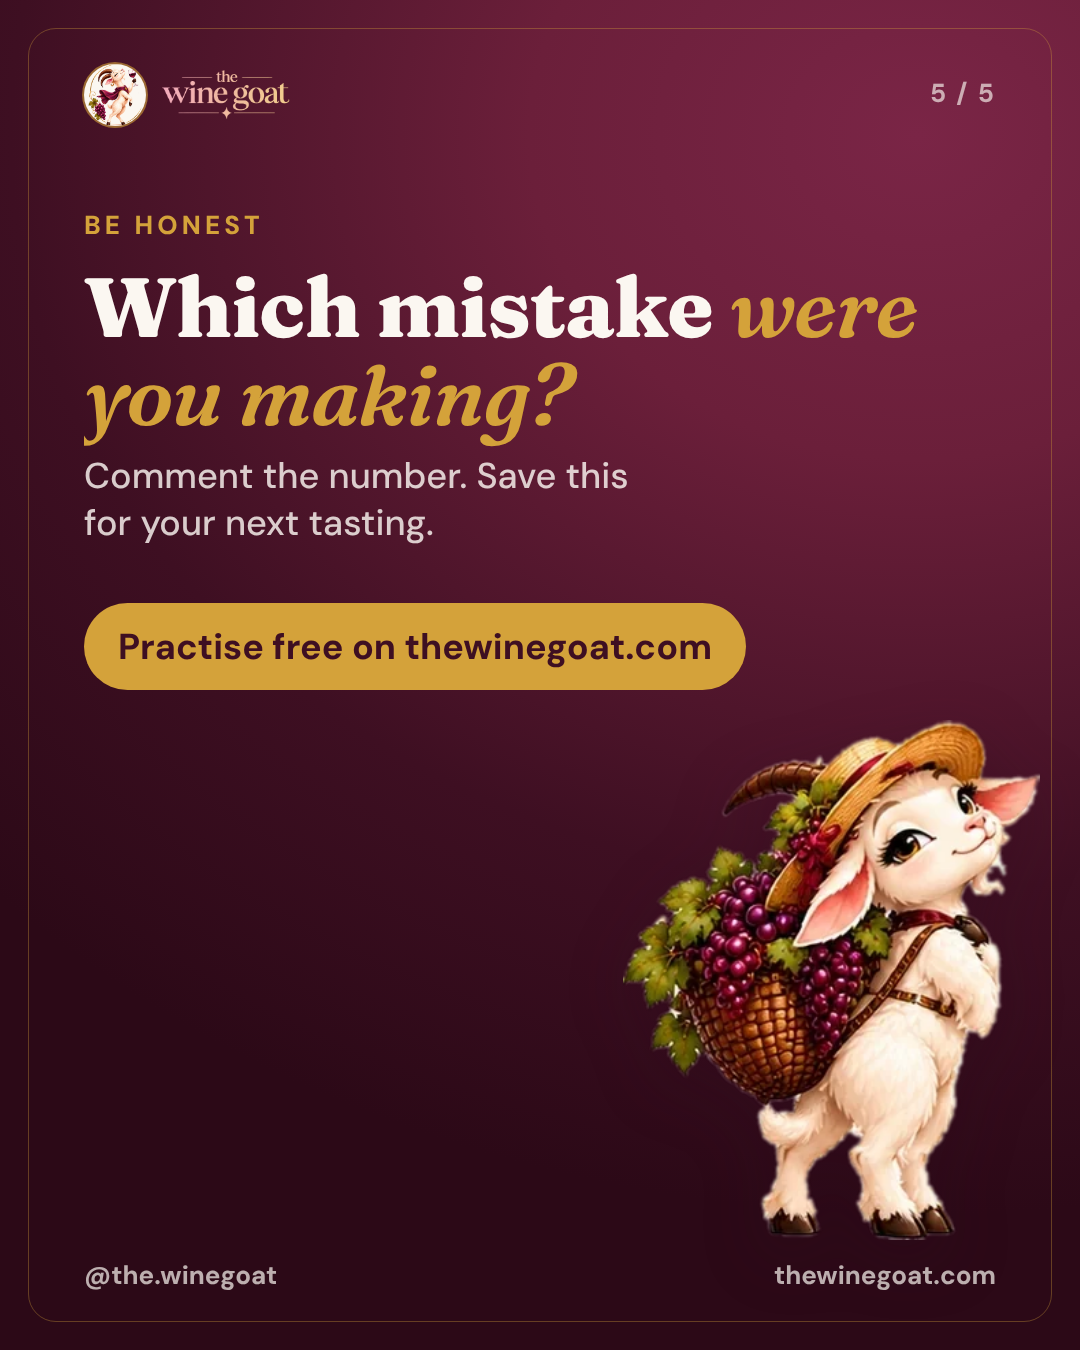 the
wine goat
5 / 5
BE HONEST
Which mistake were
you making?
Comment the number. Save this
for your next tasting.
Practise free on thewinegoat.com
@the.winegoat
thewinegoat.com